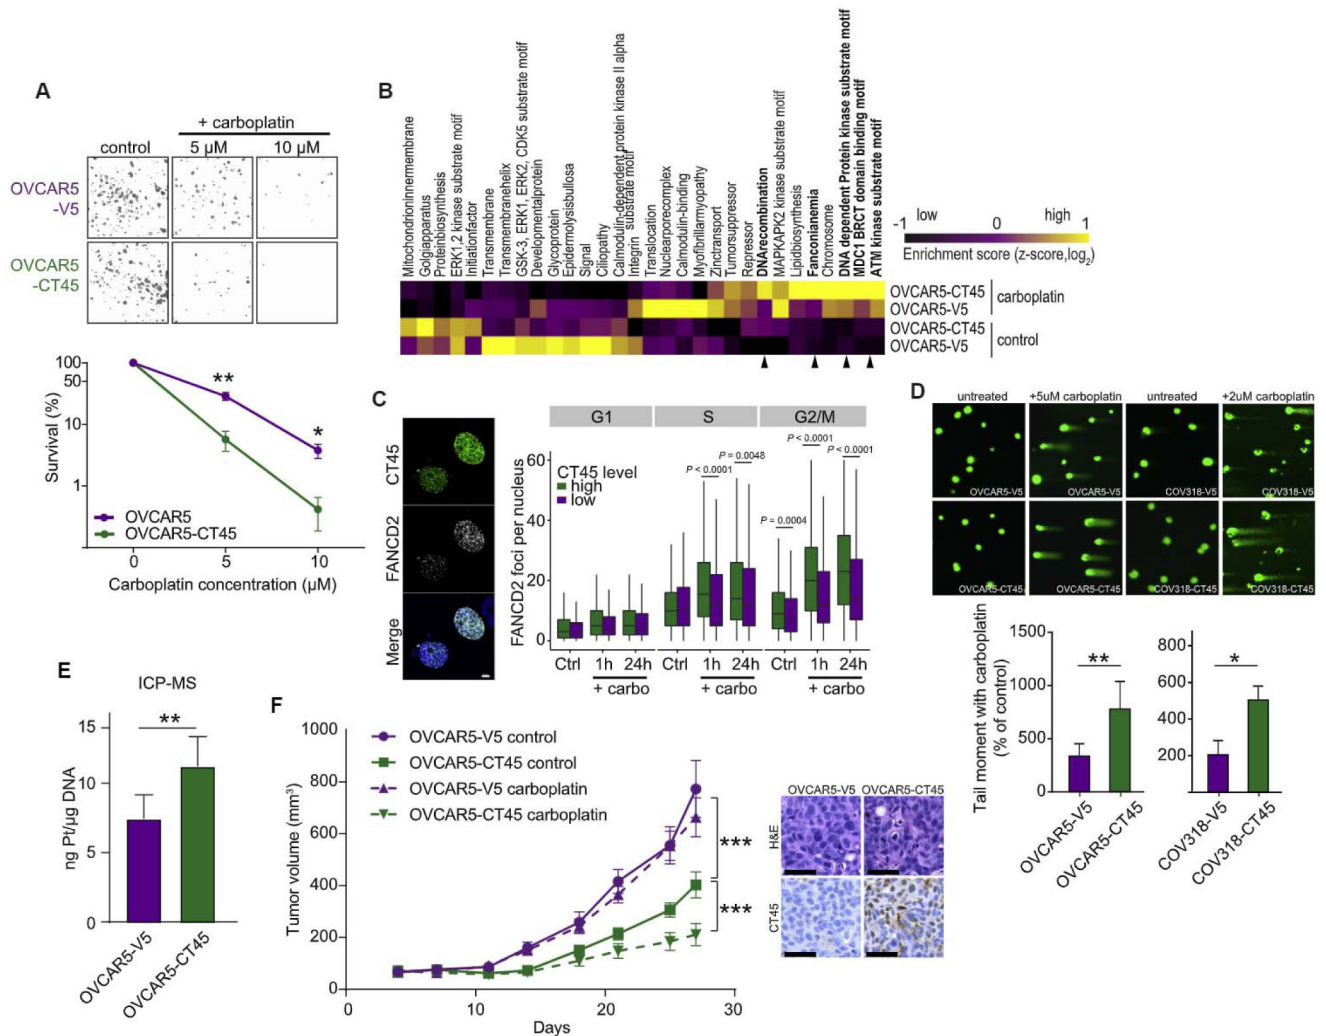 A
+ carboplatin
control
5 µM
10 µM
OVCAR5
-V5
OVCAR5
-CT45
100
50
10
1
Survival (%)
**
*
OVCAR5
OVCAR5-CT45
0
5
10
Carboplatin concentration (µM)
B
Mitochondrioninnermembrane
Golgiapparatus
Proteinbiosynthesis
ERK1,2 kinase substrate motif
Initiationfactor
Transmembrane
Transmembranehelix
GSK-3, ERK1, ERK2, CDK5 substrate motif
Developmentalprotein
Glycoprotein
Epidermolysisbullosa
Signal
Ciliopathy
Calmodulin-dependent protein kinase II alpha
substrate motif
Integrin
Translocation
Nuclearporecomplex
Calmodulin-binding
Myofibrillarmyopathy
Zinctransport
Tumorsuppressor
Repressor
DNArecombination
MAPKAPK2 kinase substrate motif
Lipidbiosynthesis
Fanconianemia
Chromosome
DNA dependent Protein kinase substrate motif
MDC1 BRCT domain binding motif
ATM kinase substrate motif
-1 low 0 high 1
Enrichment score (z-score,log2)
OVCAR5-CT45
OVCAR5-V5
carboplatin
OVCAR5-CT45
OVCAR5-V5
control
C
CT45
FANCD2
Merge
G1
S
G2/M
FANCD2 foci per nucleus
60
40
20
0
CT45 level
high
low
P < 0.0001
P = 0.0048
P = 0.0004
P < 0.0001
P < 0.0001
Ctrl 1h 24h Ctrl 1h 24h Ctrl 1h 24h
+ carbo + carbo + carbo
D
untreated +5uM carboplatin untreated +2uM carboplatin
OVCAR5-V5 OVCAR5-V5 COV318-V5 COV318-V5
OVCAR5-CT45 OVCAR5-CT45 COV318-CT45 COV318-CT45
Tail moment with carboplatin
(% of control)
1500
1000
500
0
**
OVCAR5-V5
OVCAR5-CT45
800
600
400
200
*
COV318-V5
COV318-CT45
E
ICP-MS
ng Pt/µg DNA
15
10
5
0
**
OVCAR5-V5
OVCAR5-CT45
F
Tumor volume (mm3)
1000
800
600
400
200
0
OVCAR5-V5 control
OVCAR5-CT45 control
OVCAR5-V5 carboplatin
OVCAR5-CT45 carboplatin
***
***
0 10 20 30
Days
OVCAR5-V5 OVCAR5-CT45
H&E
CT45